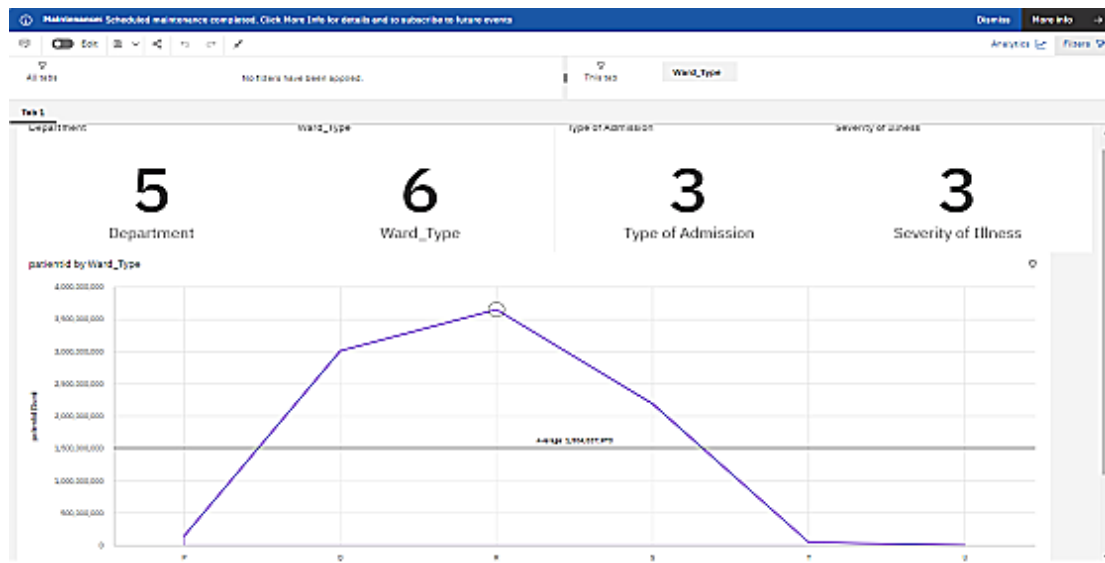 Maintenance: Scheduled maintenance completed. Click More Info for details and to subscribe to future events Dismiss More info
Edit Analytics Filters
All tabs No filters have been applied. This tab Ward_Type
Tab 1
Department Ward_Type Type of Admission Severity of Illness
5 6 3 3
Department Ward_Type Type of Admission Severity of Illness
patientid by Ward_Type
4,000,000,000
3,500,000,000
3,000,000,000
2,500,000,000
2,000,000,000
1,500,000,000
1,000,000,000
500,000,000
0
Average
P Q R S T U